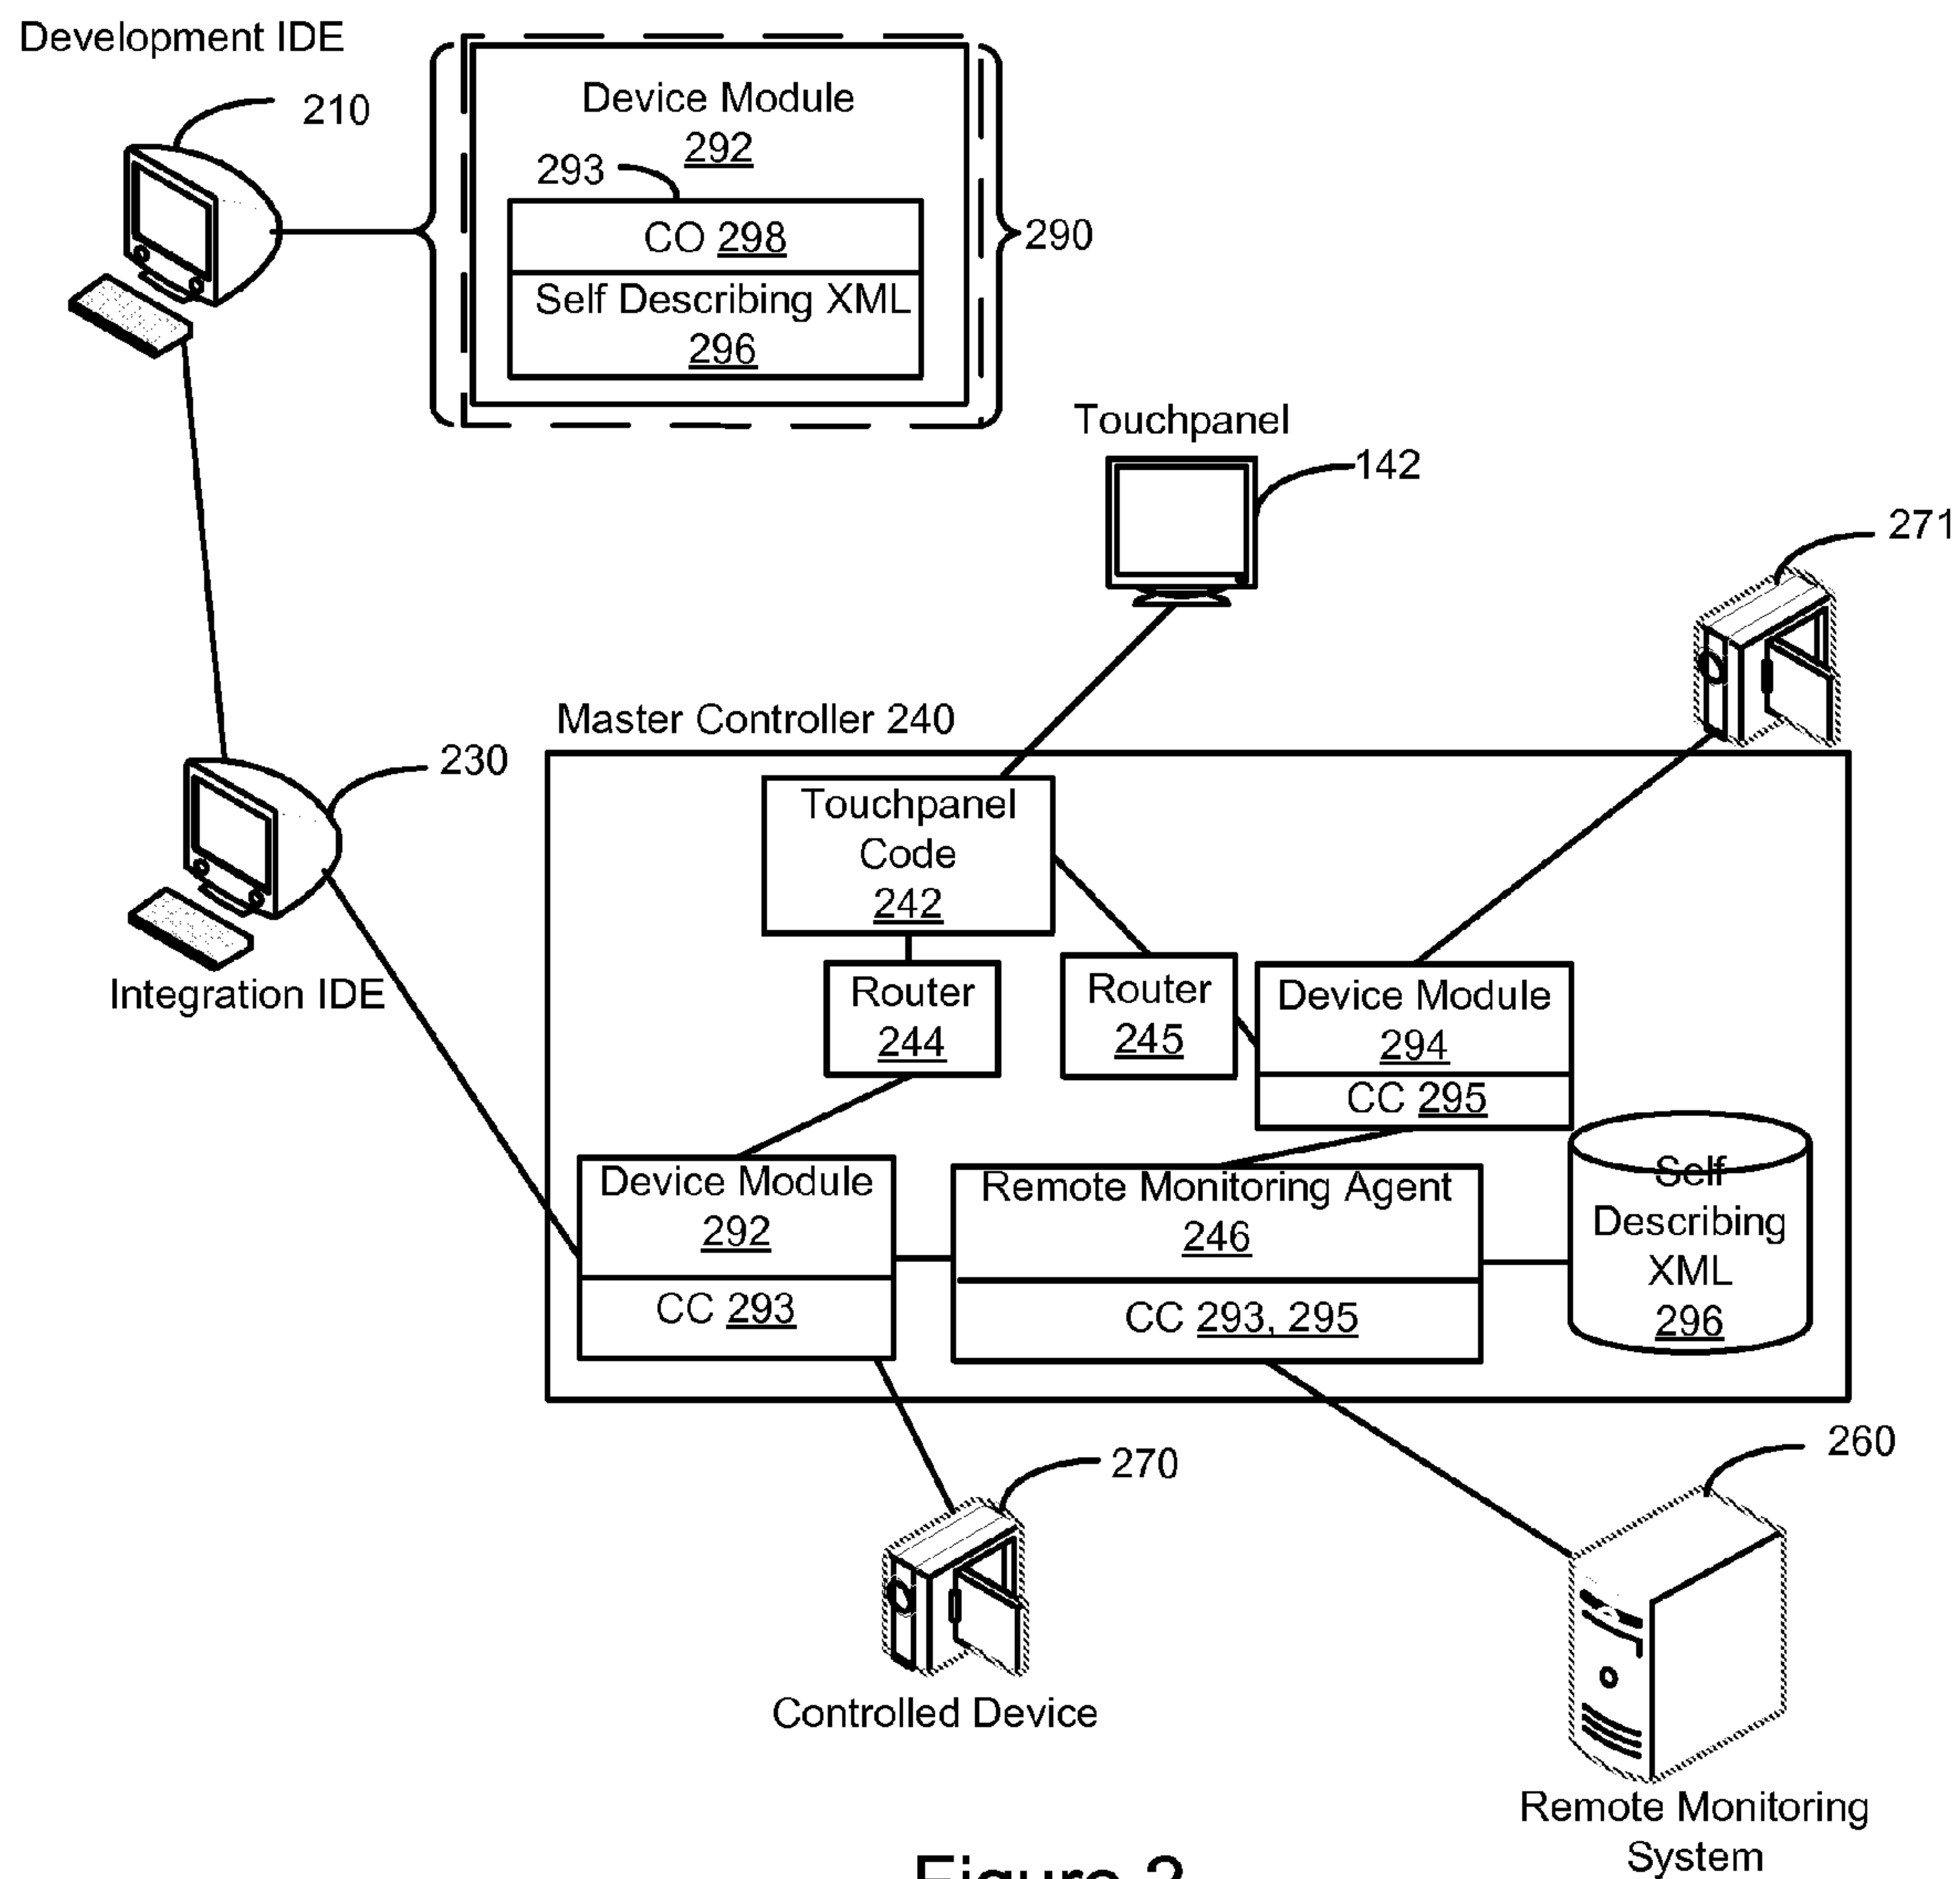 Development IDE
210
Device Module
292
293
CO 298
290
Self Describing XML
296
Touchpanel
142
271
Master Controller 240
230
Touchpanel
Code
242
Integration IDE
Router
244
Router
245
Device Module
294
CC 295
Device Module
292
CC 293
Remote Monitoring Agent
246
CC 293, 295
Self
Describing
XML
296
270
260
Controlled Device
Remote Monitoring
System
Figure 2